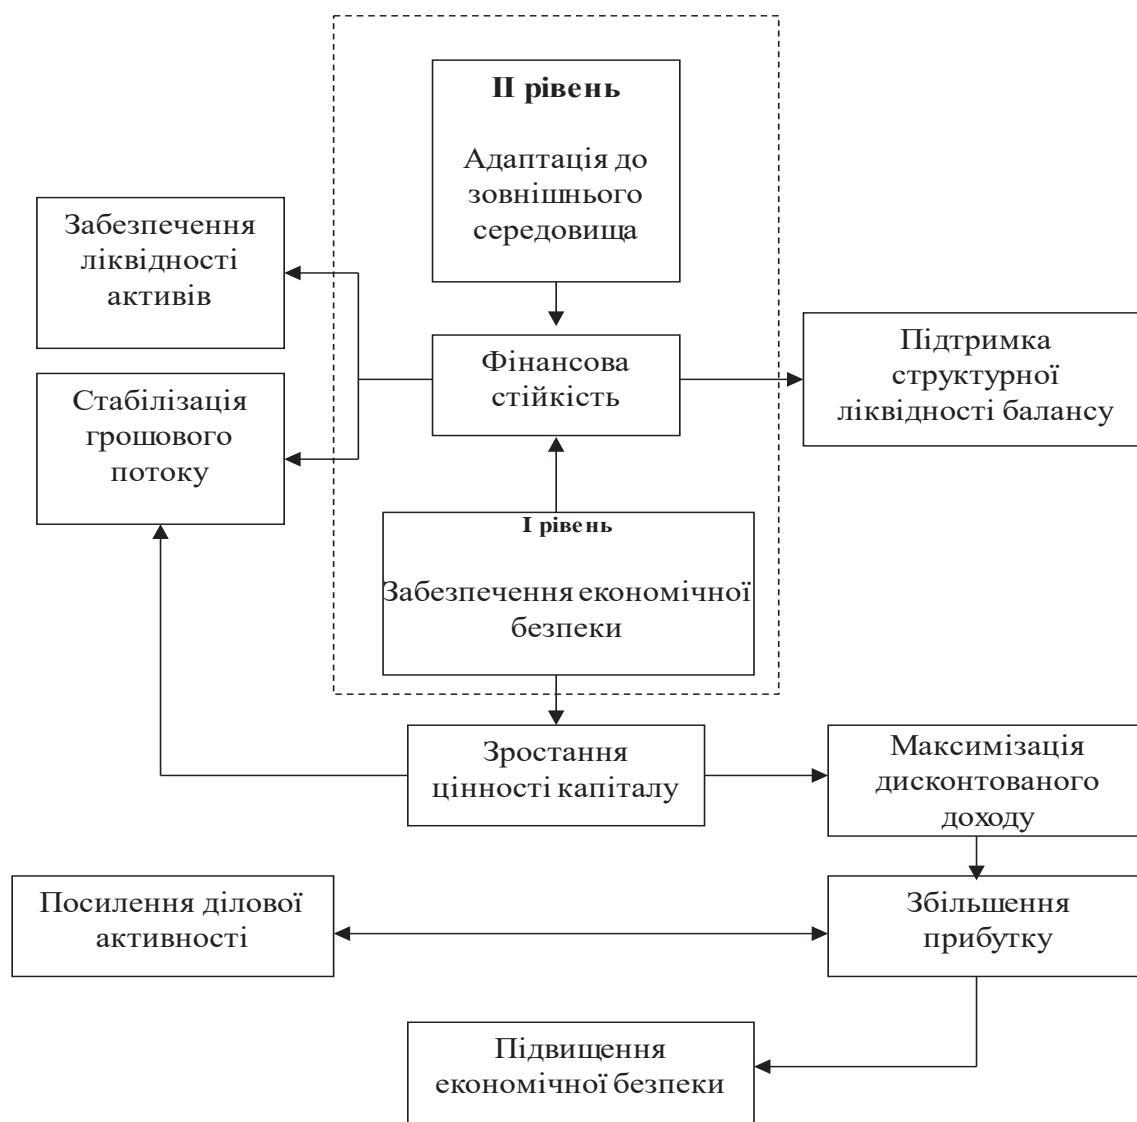 II рівень
Адаптація до
зовнішнього
середовища
Забезпечення
ліквідності
активів
Фінансова
стійкість
Підтримка
структурної
ліквідності балансу
Стабілізація
грошового
потоку
I рівень
Забезпечення економічної
безпеки
Зростання
цінності капіталу
Максимізація
дисконтованого
доходу
Посилення ділової
активності
Збільшення
прибутку
Підвищення
економічної безпеки